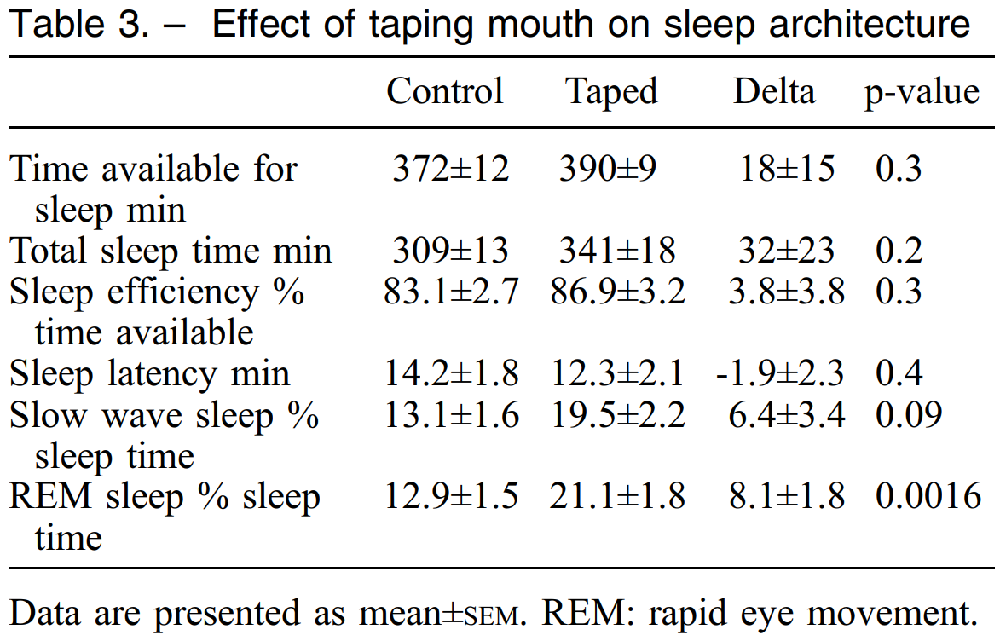 Table 3. – Effect of taping mouth on sleep architecture
Control Taped Delta p-value
Time available for 372±12 390±9 18±15 0.3
sleep min
Total sleep time min 309±13 341±18 32±23 0.2
Sleep efficiency % 83.1±2.7 86.9±3.2 3.8±3.8 0.3
time available
Sleep latency min 14.2±1.8 12.3±2.1 -1.9±2.3 0.4
Slow wave sleep % 13.1±1.6 19.5±2.2 6.4±3.4 0.09
sleep time
REM sleep % sleep 12.9±1.5 21.1±1.8 8.1±1.8 0.0016
time
Data are presented as mean±SEM. REM: rapid eye movement.